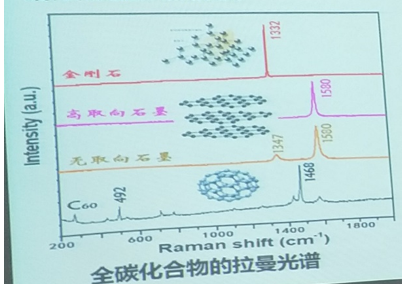 1332
金刚石
1580
高取向石墨
1347
1580
无取向石墨
1468
492
C60
Intensity (a.u.)
200 600 1000 1400 1800
Raman shift (cm⁻¹)
全碳化合物的拉曼光谱